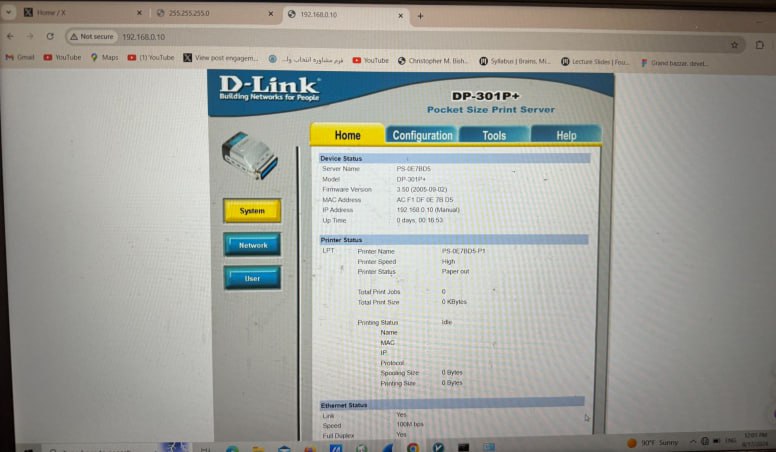 Home / X
255.255.255.0
192.168.0.10
Not secure 192.168.0.10
Gmail YouTube Maps (1) YouTube View post engagem... فرم مشاوره انتخاب وا... YouTube Christopher M. Bish... Syllabus | Brains, Mi... Lecture Slides | Fou... Grand bazzar, devel...
D-Link
Building Networks for People
DP-301P+
Pocket Size Print Server
Home Configuration Tools Help
System
Network
User
Device Status
Server Name PS-0E7BD5
Model DP-301P+
Firmware Version 3.50 (2005-09-02)
MAC Address AC F1 DF 0E 7B D5
IP Address 192.168.0.10 (Manual)
Up Time 0 days, 00:16:53
Printer Status
LPT Printer Name PS-0E7BD5-P1
Printer Speed High
Printer Status Paper out
Total Print Jobs 0
Total Print Size 0 KBytes
Printing Status Idle
Name
MAC
IP
Protocol
Spooling Size 0 Bytes
Printing Size 0 Bytes
Ethernet Status
Link Yes
Speed 100Mbps
Full Duplex Yes
90°F Sunny
ENG
12:01 PM